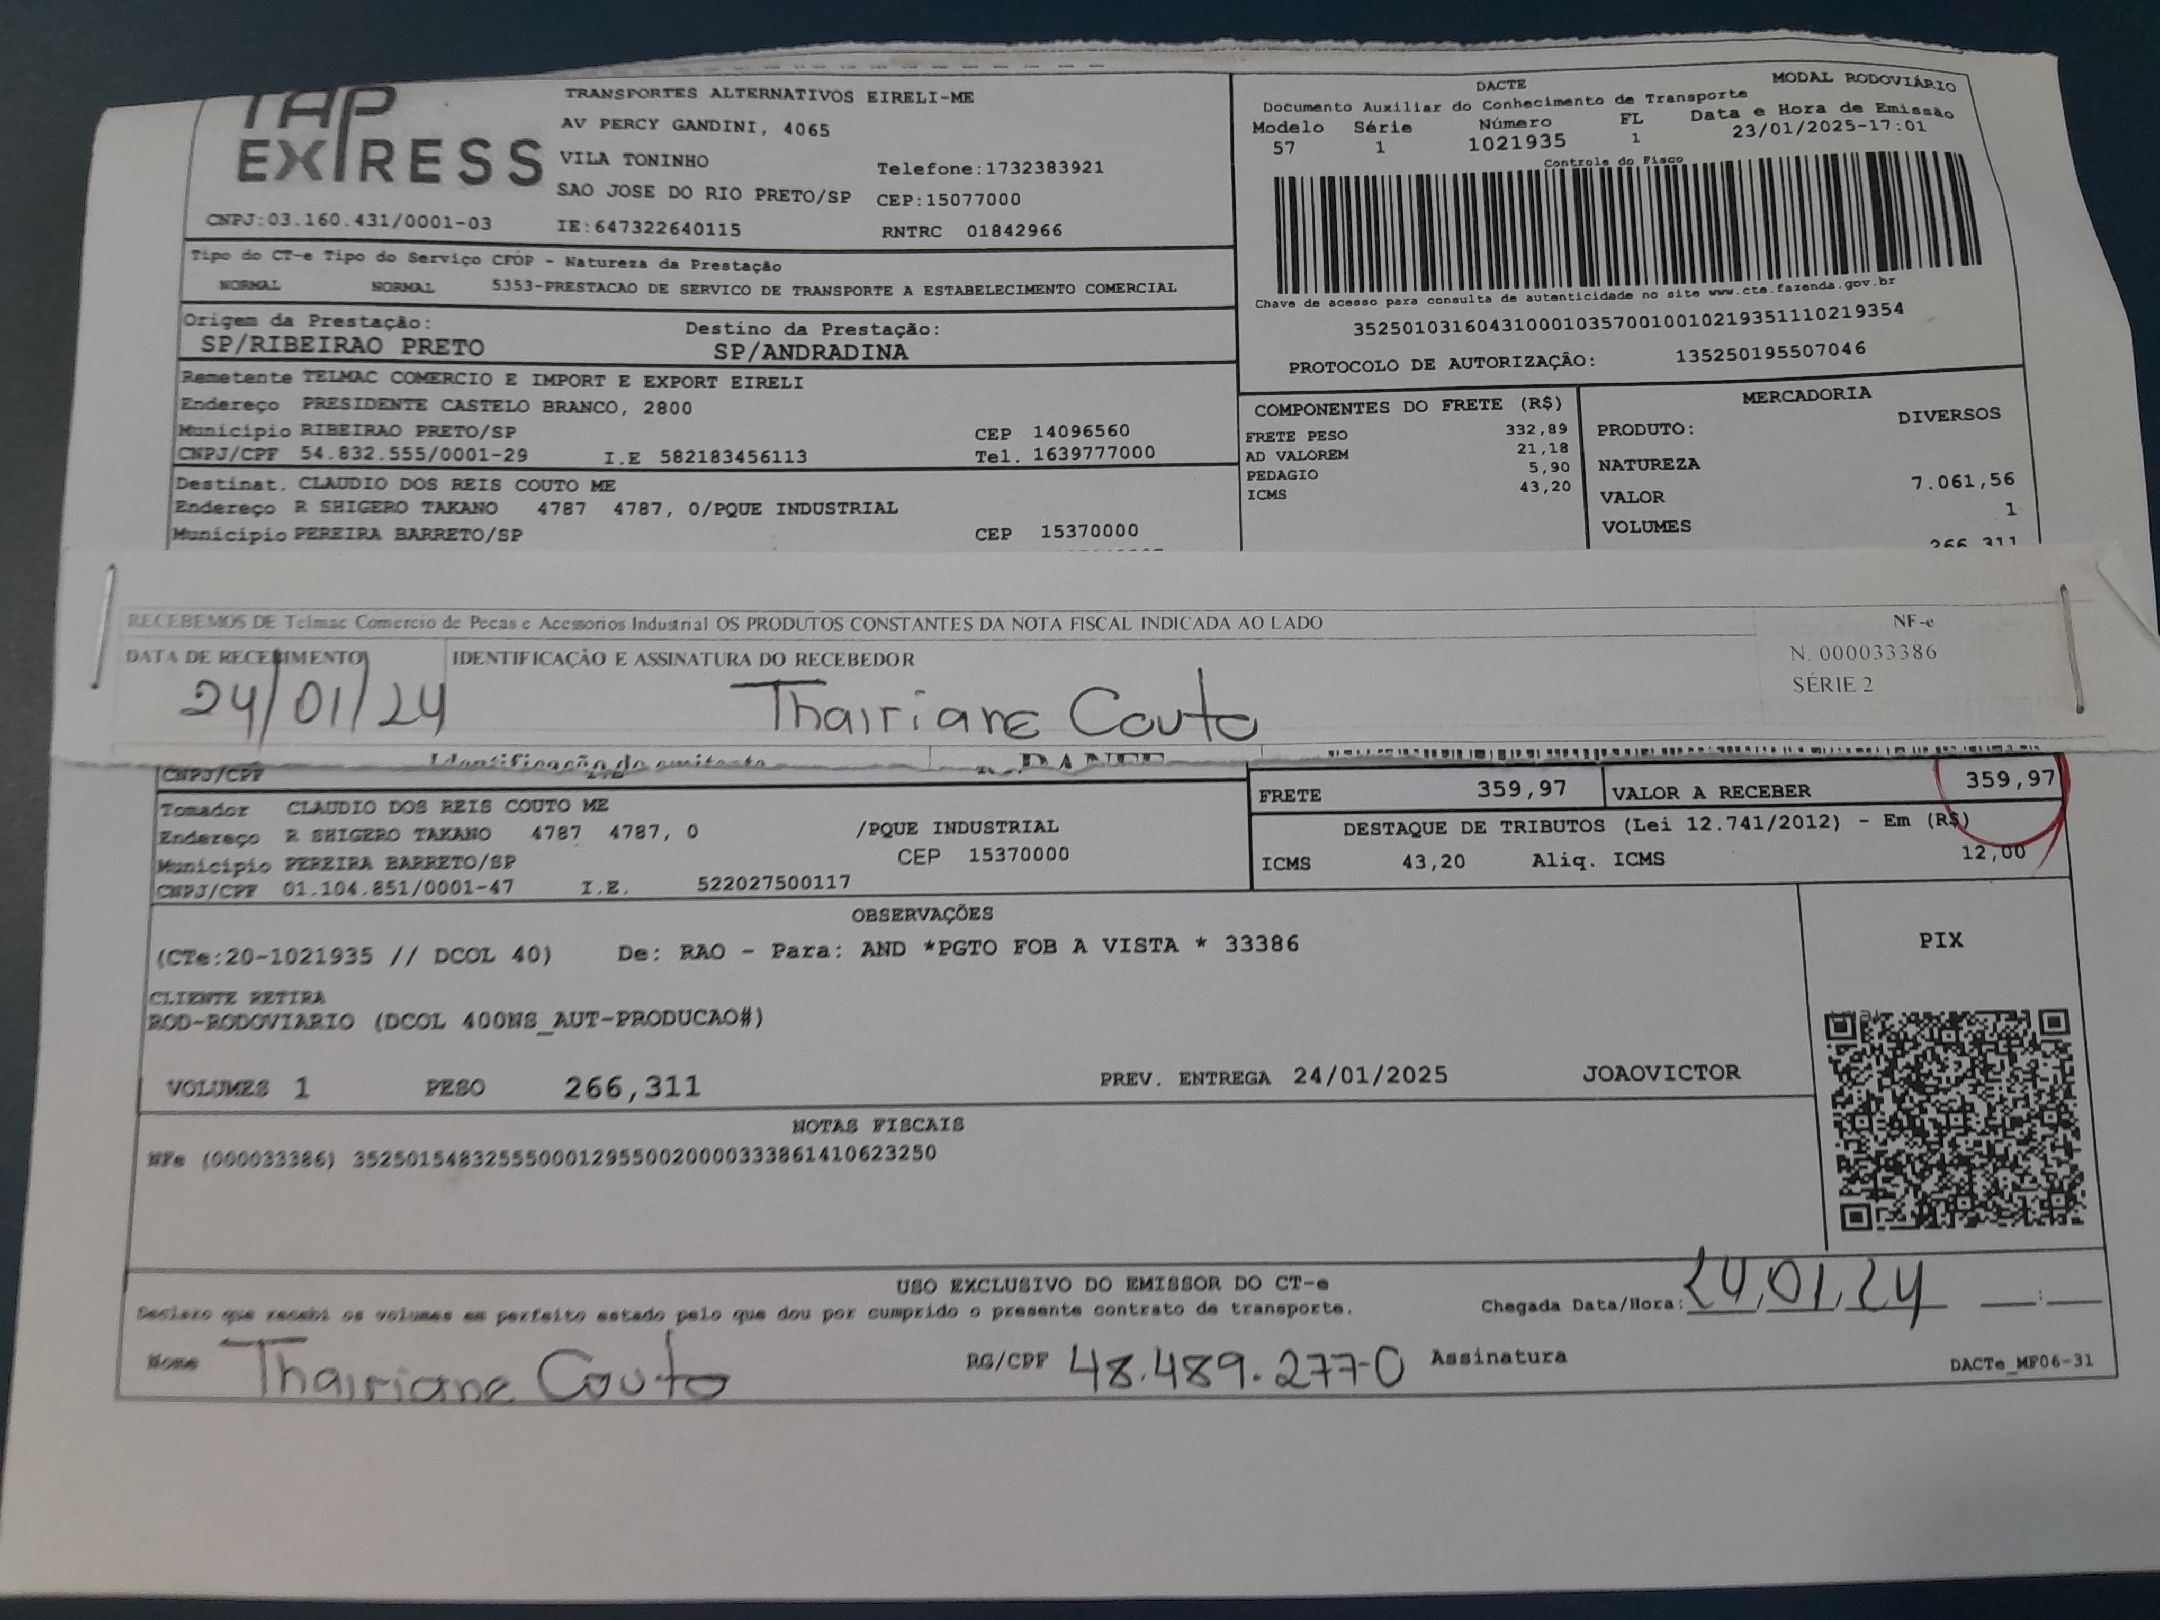 TAP
EXPRESS
TRANSPORTES ALTERNATIVOS EIRELI-ME
AV PERCY GANDINI, 4065
VILA TONINHO Telefone:1732383921
SAO JOSE DO RIO PRETO/SP CEP:15077000
CNPJ:03.160.431/0001-03 IE:647322640115 RNTRC 01842966
DACTE MODAL RODOVIÁRIO
Documento Auxiliar do Conhecimento de Transporte
Modelo Série Número FL Data e Hora de Emissão
57 1 1021935 1 23/01/2025-17:01
Controle do Fisco
Chave de acesso para consulta de autenticidade no site www.cte.fazenda.gov.br
35250103160431000103570010010219351110219354
PROTOCOLO DE AUTORIZAÇÃO: 135250195507046
Tipo do CT-e Tipo do Serviço CFOP - Natureza da Prestação
NORMAL NORMAL 5353-PRESTACAO DE SERVICO DE TRANSPORTE A ESTABELECIMENTO COMERCIAL
Origem da Prestação: Destino da Prestação:
SP/RIBEIRAO PRETO SP/ANDRADINA
Remetente TELMAC COMERCIO E IMPORT E EXPORT EIRELI
Endereço PRESIDENTE CASTELO BRANCO, 2800
Município RIBEIRAO PRETO/SP CEP 14096560
CNPJ/CPF 54.832.555/0001-29 I.E 582183456113 Tel. 1639777000
Destinat. CLAUDIO DOS REIS COUTO ME
Endereço R SHIGERO TAKANO 4787 4787, 0/PQUE INDUSTRIAL
Município PEREIRA BARRETO/SP CEP 15370000
COMPONENTES DO FRETE (R$)
FRETE PESO 332,89
AD VALOREM 21,18
PEDAGIO 5,90
ICMS 43,20
MERCADORIA
PRODUTO: DIVERSOS
NATUREZA
VALOR 7.061,56
VOLUMES 1
266,311
RECEBEMOS DE Telmac Comercio de Pecas e Acessorios Industrial OS PRODUTOS CONSTANTES DA NOTA FISCAL INDICADA AO LADO
NF-e
N. 000033386
SÉRIE 2
DATA DE RECEBIMENTO IDENTIFICAÇÃO E ASSINATURA DO RECEBEDOR
24/01/24 Thairiane Couto
Identificação do emitente DANFE
CNPJ/CPF
Tomador CLAUDIO DOS REIS COUTO ME
Endereço R SHIGERO TAKANO 4787 4787, 0 /PQUE INDUSTRIAL
Município PEREIRA BARRETO/SP CEP 15370000
CNPJ/CPF 01.104.851/0001-47 I.E. 522027500117
FRETE 359,97 VALOR A RECEBER 359,97
DESTAQUE DE TRIBUTOS (Lei 12.741/2012) - Em (R$)
ICMS 43,20 Aliq. ICMS 12,00
OBSERVAÇÕES
(CTe:20-1021935 // DCOL 40) De: RAO - Para: AND *PGTO FOB A VISTA * 33386
CLIENTE RETIRA
ROD-RODOVIARIO (DCOL 400NS_AUT-PRODUCAO#)
VOLUMES 1 PESO 266,311 PREV. ENTREGA 24/01/2025 JOAOVICTOR
PIX
NOTAS FISCAIS
NFe (000033386) 35250154832555000129550020000333861410623250
USO EXCLUSIVO DO EMISSOR DO CT-e
Declaro que recebi os volumes em perfeito estado pelo que dou por cumprido o presente contrato de transporte.
Chegada Data/Hora: 24/01/24 __:__
Nome Thairiane Couto RG/CPF 48.489.277-0 Assinatura
DACTe_MF06-31